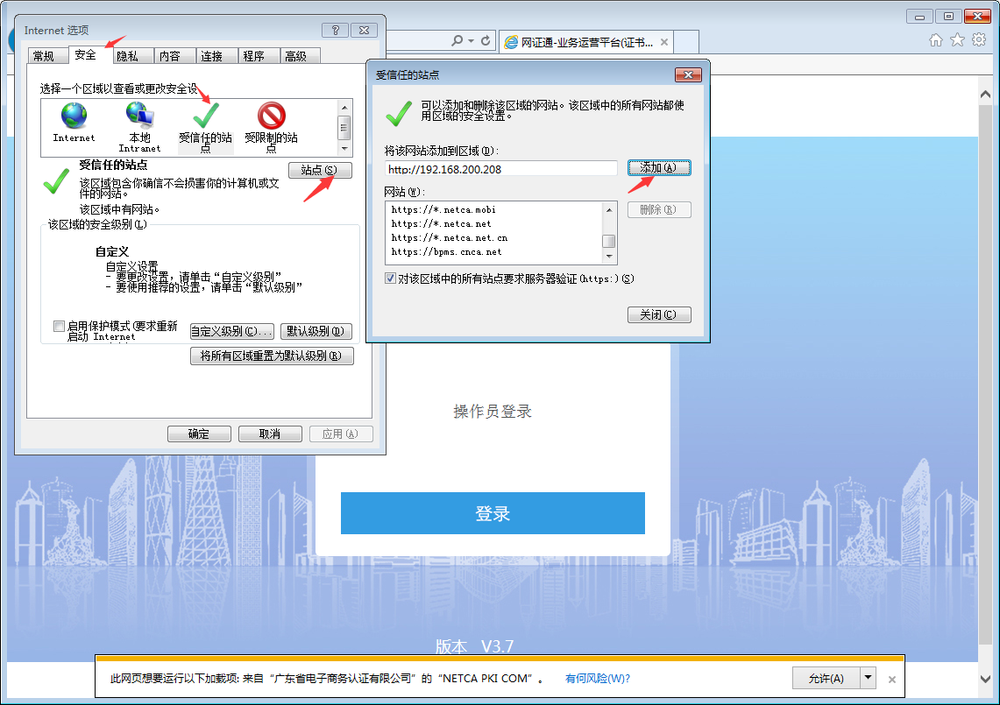 Internet 选项
?
网证通-业务运营平台(证书...
常规 安全 隐私 内容 连接 程序 高级
选择一个区域以查看或更改安全设
Internet
本地
Intranet
受信任的站
点
受限制的站
点
受信任的站点
站点(S)
该区域包含你确信不会损害你的计算机或文
件的网站。
该区域中有网站。
该区域的安全级别(L)
自定义
自定义设置
- 要更改设置，请单击“自定义级别”
- 要使用推荐的设置，请单击“默认级别”
启用保护模式(要求重新
启动 Internet
自定义级别(C)... 默认级别(D)
将所有区域重置为默认级别(R)
确定 取消 应用(A)
受信任的站点
可以添加和删除该区域的网站。该区域中的所有网站都使
用区域的安全设置。
将该网站添加到区域(D):
http://192.168.200.208
添加(A)
网站(W):
https://*.netca.mobi
https://*.netca.net
https://*.netca.net.cn
https://bpms.cnca.net
删除(R)
对该区域中的所有站点要求服务器验证(https:)(S)
关闭(C)
操作员登录
登录
版本 V3.7
此网页想要运行以下加载项: 来自“广东省电子商务认证有限公司”的“NETCA PKI COM”。 有何风险(W)?
允许(A)